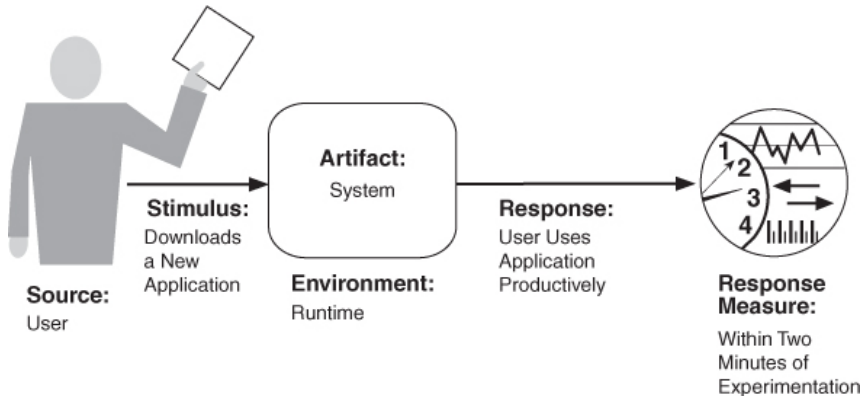 Source:
User
Stimulus:
Downloads
a New
Application
Artifact:
System
Environment:
Runtime
Response:
User Uses
Application
Productively
1
2
3
4
Response
Measure:
Within Two
Minutes of
Experimentation